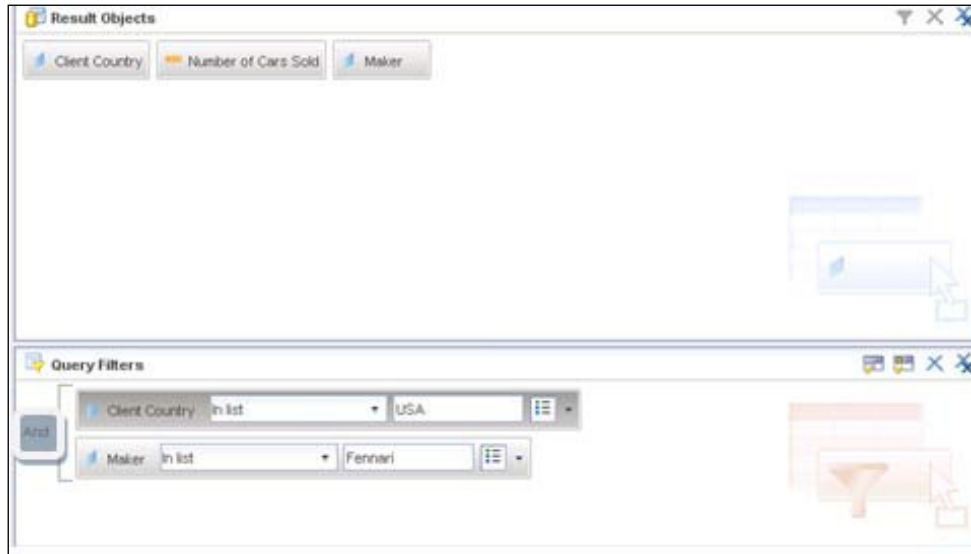 Result Objects
Client Country Number of Cars Sold Maker
Query Filters
And
Client Country In list USA
Maker In list Fennari